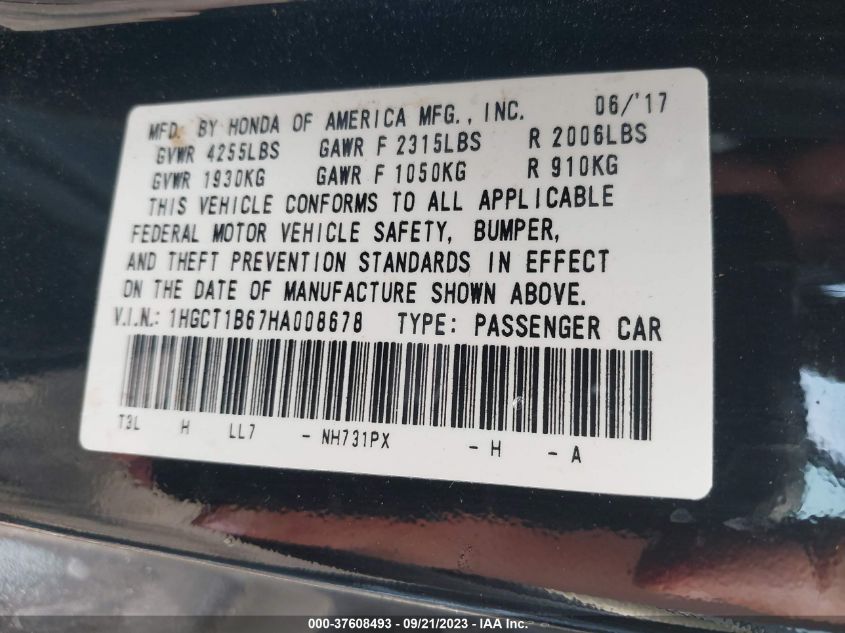 MFD. BY HONDA OF AMERICA MFG., INC. 06/'17
GVWR 4255LBS GAWR F 2315LBS R 2006LBS
GVWR 1930KG GAWR F 1050KG R 910KG
THIS VEHICLE CONFORMS TO ALL APPLICABLE
FEDERAL MOTOR VEHICLE SAFETY, BUMPER,
AND THEFT PREVENTION STANDARDS IN EFFECT
ON THE DATE OF MANUFACTURE SHOWN ABOVE.
V.I.N.: 1HGCT1B67HA008678 TYPE: PASSENGER CAR
T3L H LL7 - NH731PX - H - A
000-37608493 - 09/21/2023 - IAA Inc.